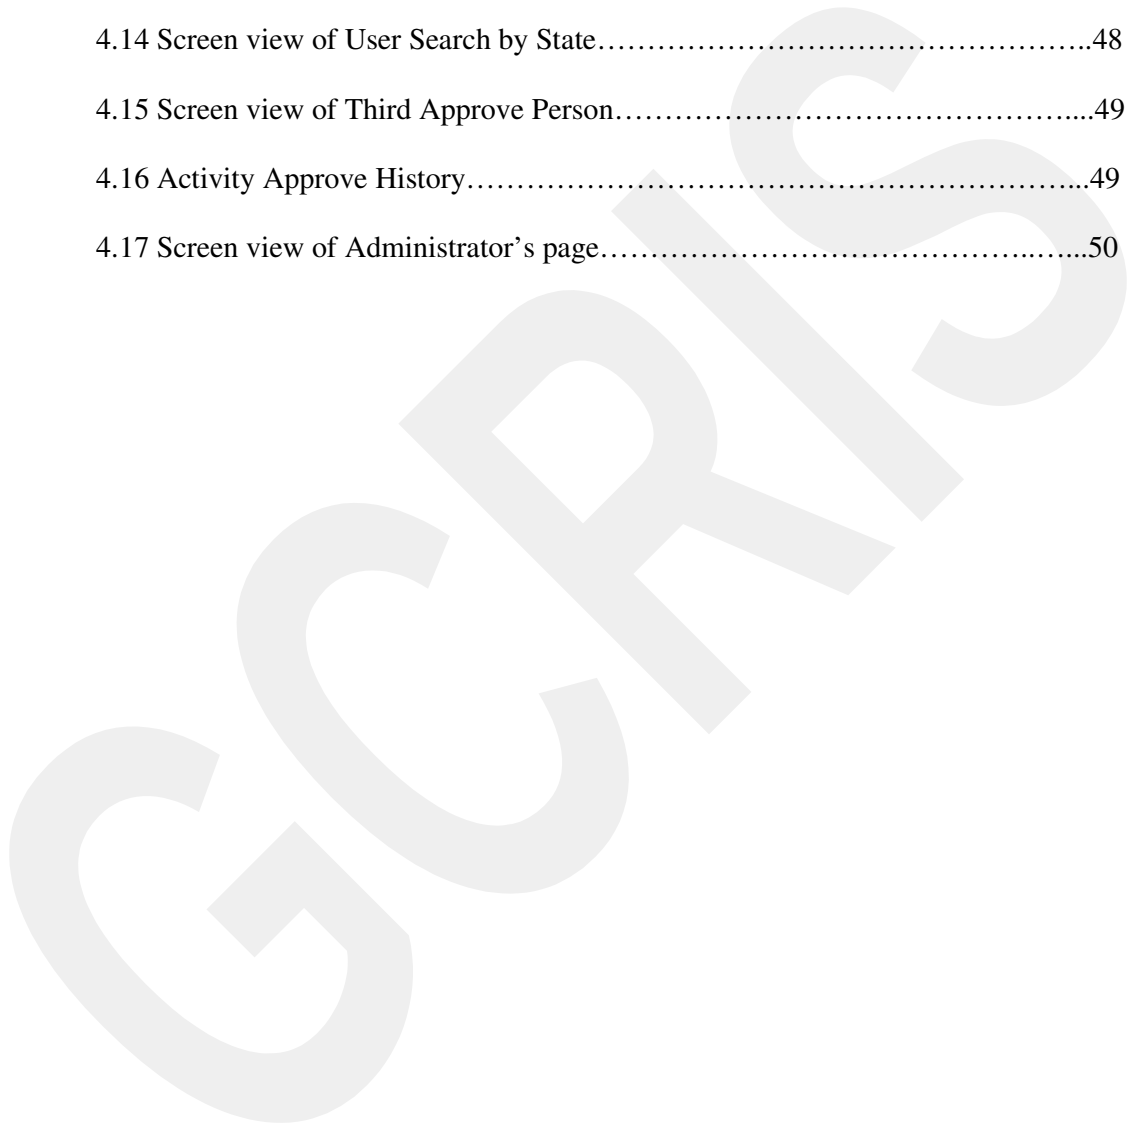 4.14 Screen view of User Search by State…………………………………………..48
4.15 Screen view of Third Approve Person………………………………………....49
4.16 Activity Approve History……………………………………………………...49
4.17 Screen view of Administrator’s page…………………………………….…...50
GCRIS